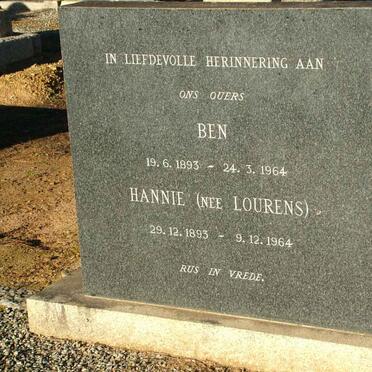 IN LIEFDEVOLLE HERINNERING AAN
ONS OUERS
BEN
19.6.1893 - 24.3.1964
HANNIE (NEE LOURENS)
29.12.1893 - 9.12.1964
RUS IN VREDE.